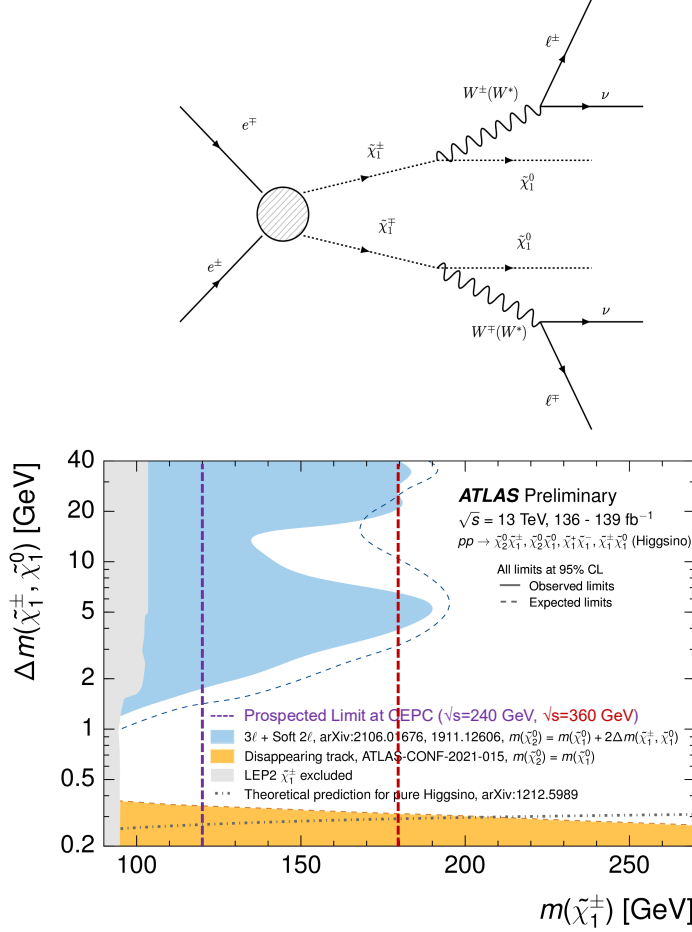 ℓ±
W±(W*)
ν
e∓
χ̃₁±
χ̃₁⁰
χ̃₁∓
χ̃₁⁰
e±
ν
W∓(W*)
ℓ∓
Δm(χ̃₁±, χ̃₁⁰) [GeV]
40
20
10
5
2
1
0.5
0.2
ATLAS Preliminary
√s = 13 TeV, 136 - 139 fb⁻¹
pp → χ̃₂⁰χ̃₁±, χ̃₂⁰χ̃₁⁰, χ̃₁⁺χ̃₁⁻, χ̃₁±χ̃₁⁰ (Higgsino)
All limits at 95% CL
Observed limits
Expected limits
Prospected Limit at CEPC (√s=240 GeV, √s=360 GeV)
3ℓ + Soft 2ℓ, arXiv:2106.01676, 1911.12606, m(χ̃₂⁰) = m(χ̃₁⁰) + 2Δm(χ̃₁±, χ̃₁⁰)
Disappearing track, ATLAS-CONF-2021-015, m(χ̃₂⁰) = m(χ̃₁⁰)
LEP2 χ̃₁± excluded
Theoretical prediction for pure Higgsino, arXiv:1212.5989
100 150 200 250
m(χ̃₁±) [GeV]